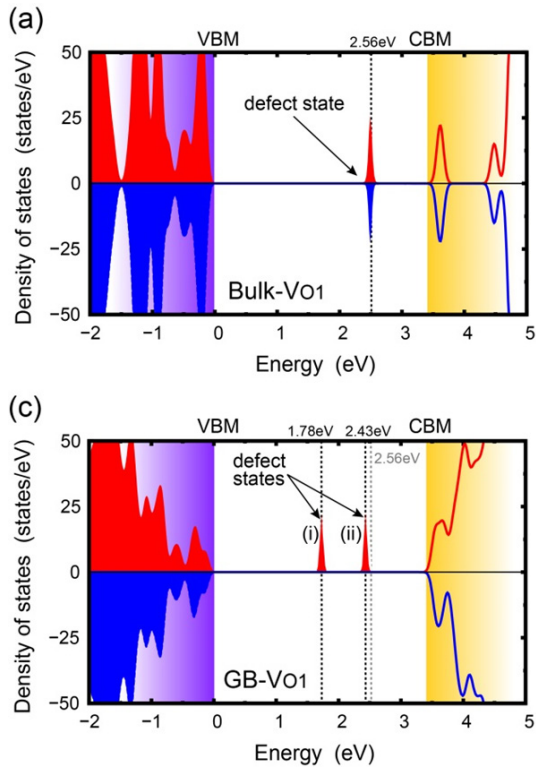 (a)
VBM 2.56eV CBM
50
25
0
−25
−50
Density of states (states/eV)
defect state
Bulk-VO1
−2 −1 0 1 2 3 4 5
Energy (eV)
(c)
VBM 1.78eV 2.43eV CBM
2.56eV
50
25
0
−25
−50
Density of states (states/eV)
defect
states
(i) (ii)
GB-VO1
−2 −1 0 1 2 3 4 5
Energy (eV)